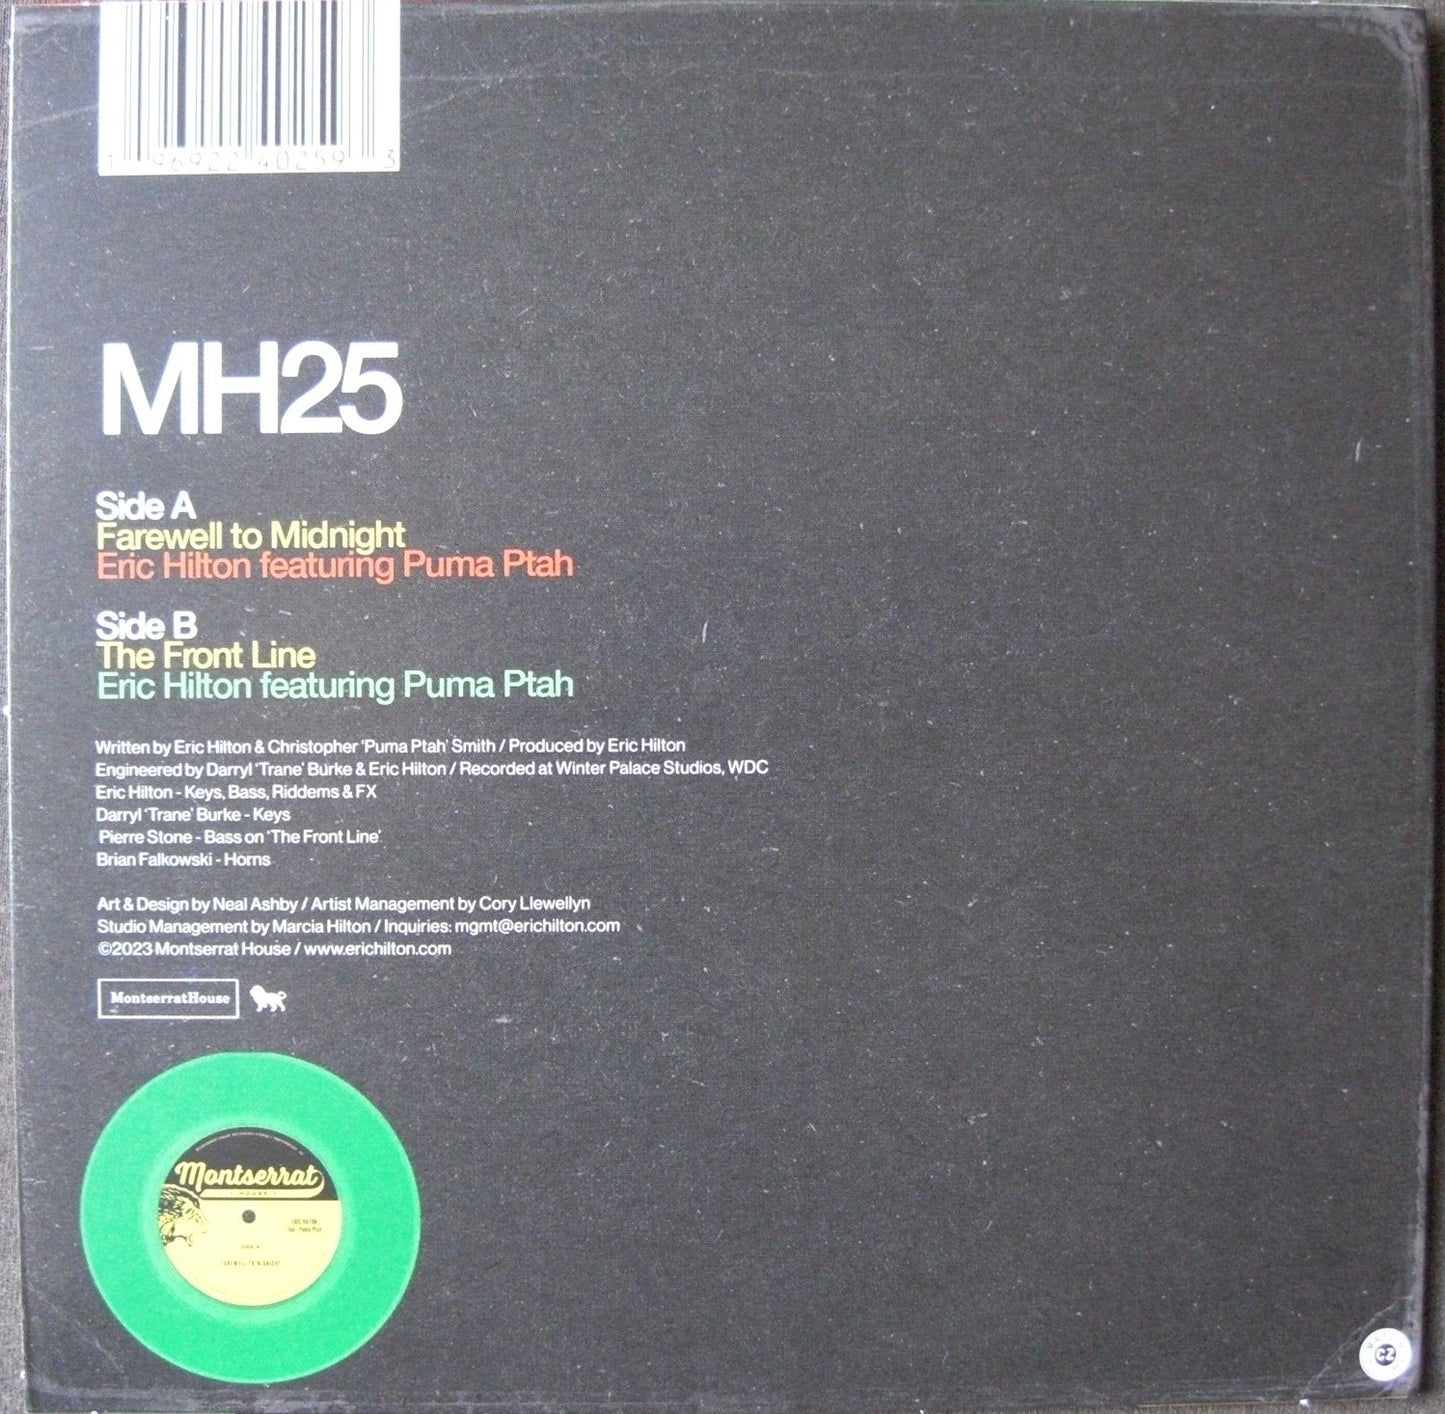 1 96922 40259 3
MH25
Side A
Farewell to Midnight
Eric Hilton featuring Puma Ptah
Side B
The Front Line
Eric Hilton featuring Puma Ptah
Written by Eric Hilton & Christopher 'Puma Ptah' Smith / Produced by Eric Hilton
Engineered by Darryl 'Trane' Burke & Eric Hilton / Recorded at Winter Palace Studios, WDC
Eric Hilton - Keys, Bass, Riddems & FX
Darryl 'Trane' Burke - Keys
Pierre Stone - Bass on 'The Front Line'
Brian Falkowski - Horns
Art & Design by Neal Ashby / Artist Management by Cory Llewellyn
Studio Management by Marcia Hilton / Inquiries: mgmt@erichilton.com
©2023 Montserrat House / www.erichilton.com
MontserratHouse
Montserrat
HOUSE
ERIC HILTON
feat. Puma Ptah
SIDE A
FAREWELL TO MIDNIGHT
CZ